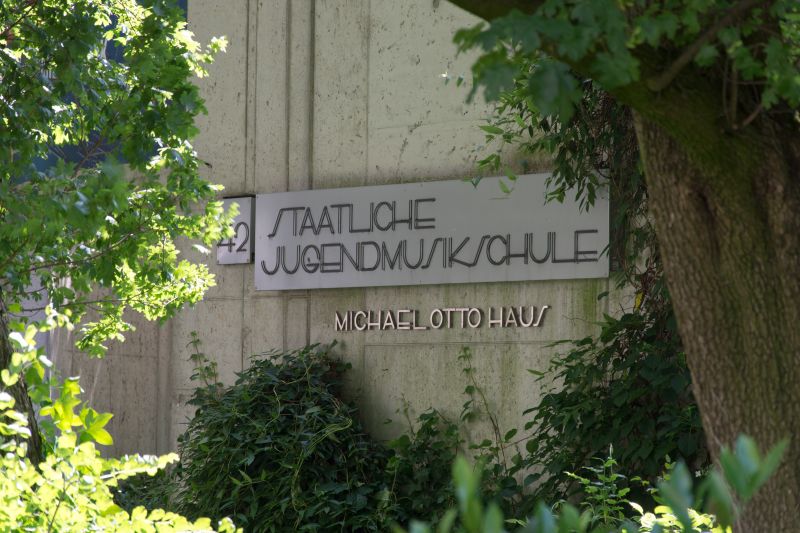 42
STAATLICHE
JUGENDMUSIKSCHULE
MICHAEL OTTO HAUS